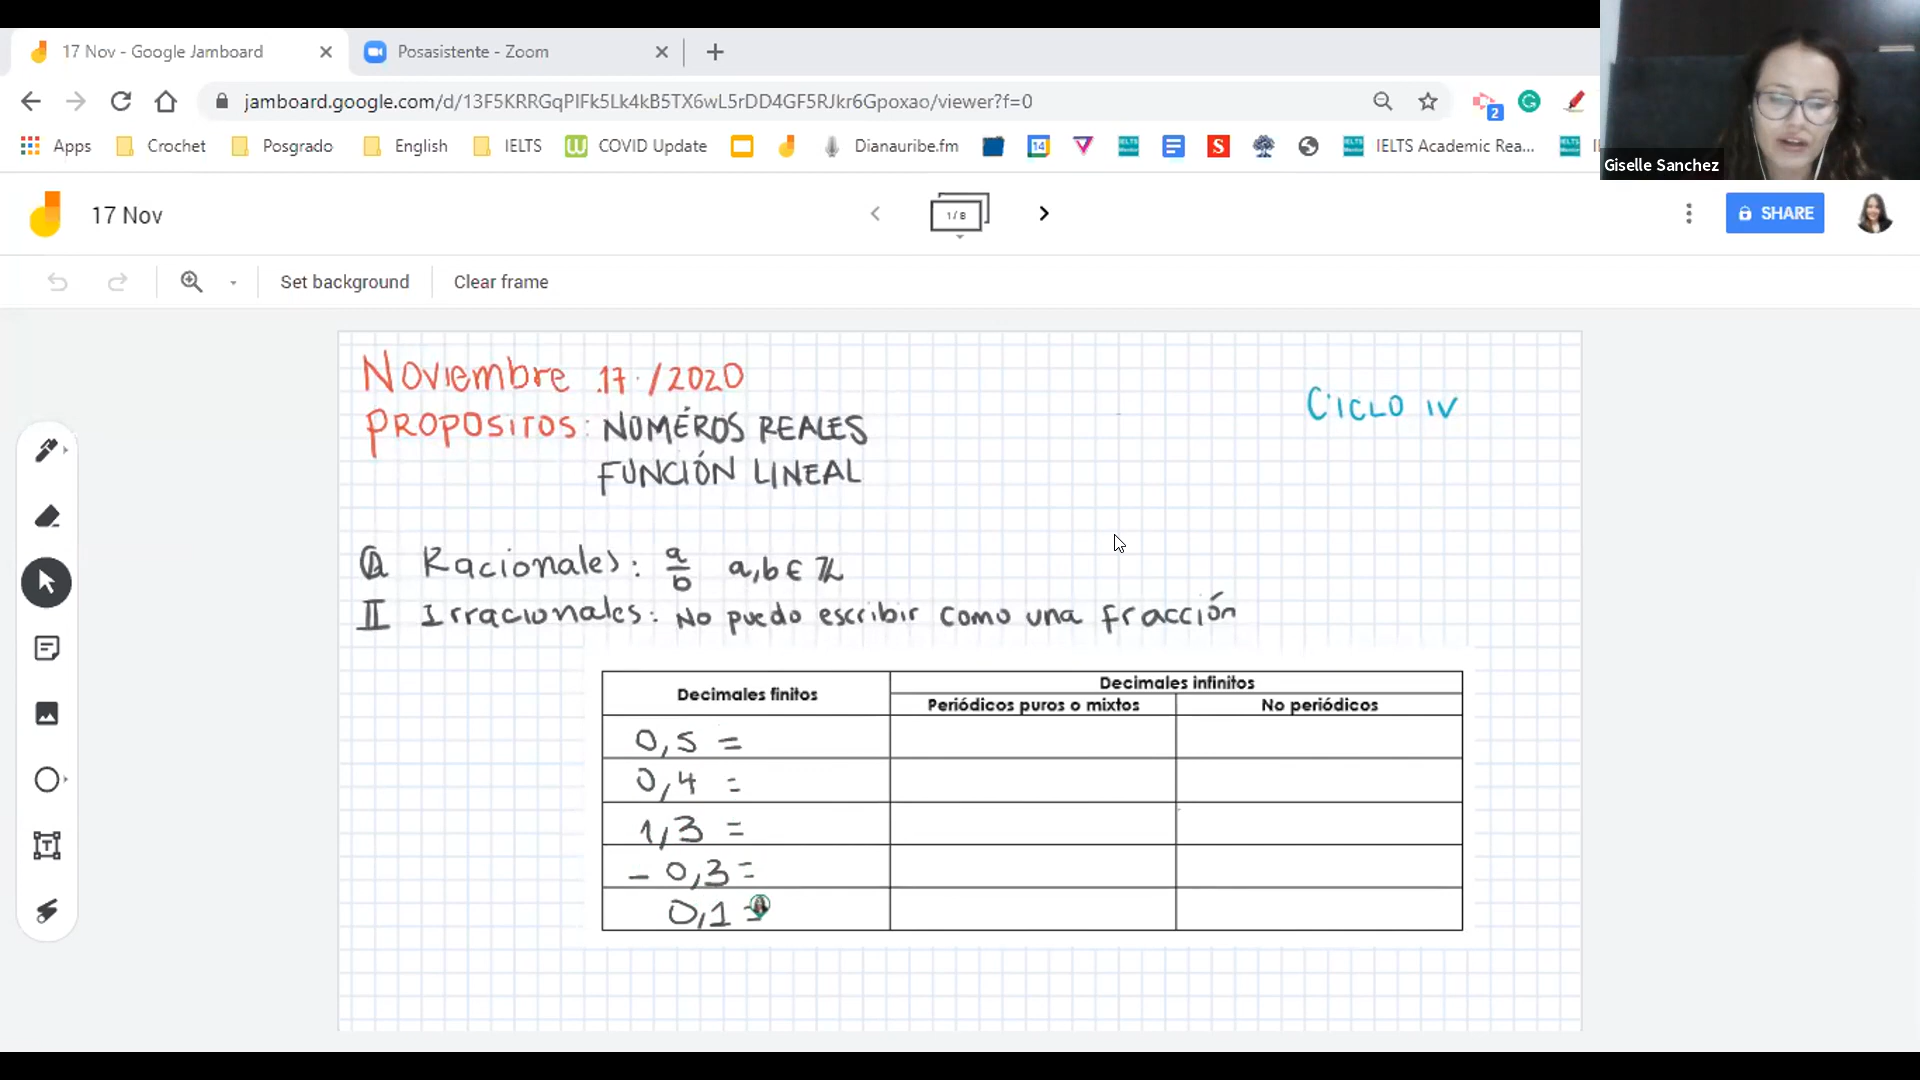 17 Nov - Google Jamboard
Posasistente - Zoom
jamboard.google.com/d/13F5KRRGqPIFk5Lk4kB5TX6wL5rDD4GF5RJkr6Gpoxao/viewer?f=0
2
Apps
Crochet
Posgrado
English
IELTS
COVID Update
Dianauribe.fm
14
IELTS Academic Rea...
Giselle Sanchez
17 Nov
1/8
SHARE
Set background
Clear frame
Noviembre 17 /2020
CICLO IV
PROPOSITOS: NÚMEROS REALES
FUNCIÓN LINEAL
Q Racionales: a/b a,b ∈ ℤ
II Irracionales: No puedo escribir como una fracción
Decimales finitos
Decimales infinitos
Periódicos puros o mixtos
No periódicos
0,5 =
0,4 =
1,3 =
- 0,3 =
0,1 =